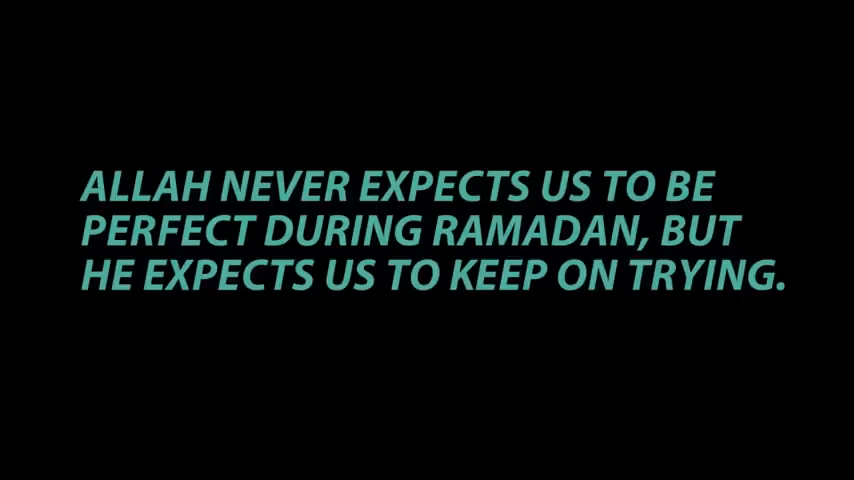 ALLAH NEVER EXPECTS US TO BE
PERFECT DURING RAMADAN, BUT
HE EXPECTS US TO KEEP ON TRYING.